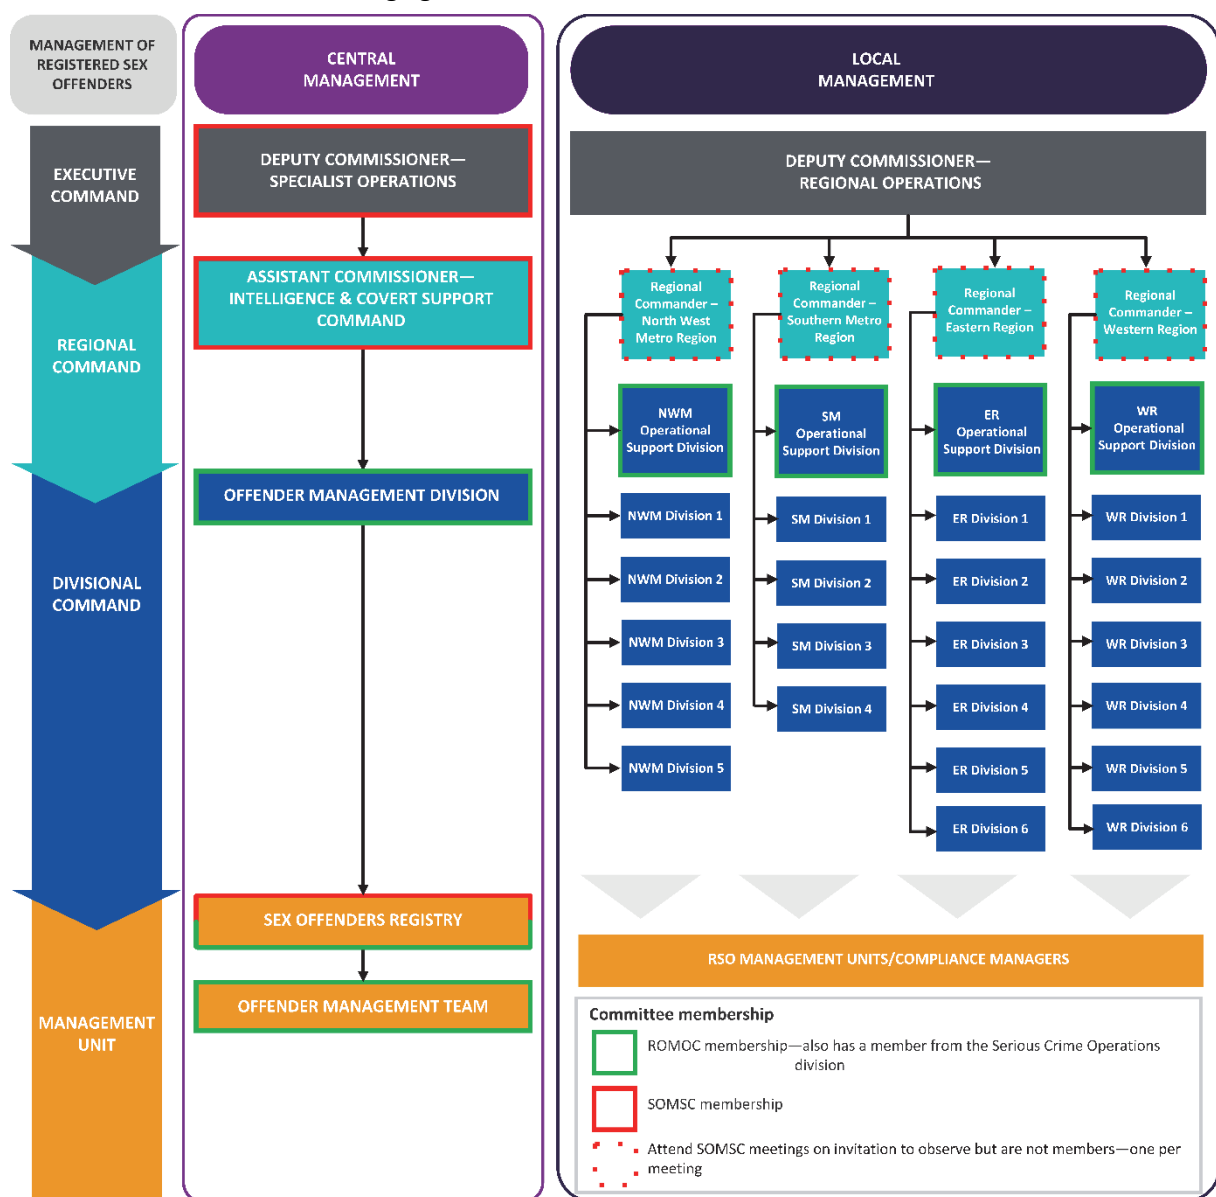 MANAGEMENT OF
REGISTERED SEX
OFFENDERS
EXECUTIVE
COMMAND
REGIONAL
COMMAND
DIVISIONAL
COMMAND
MANAGEMENT
UNIT
CENTRAL
MANAGEMENT
DEPUTY COMMISSIONER—
SPECIALIST OPERATIONS
ASSISTANT COMMISSIONER—
INTELLIGENCE & COVERT SUPPORT
COMMAND
OFFENDER MANAGEMENT DIVISION
SEX OFFENDERS REGISTRY
OFFENDER MANAGEMENT TEAM
LOCAL
MANAGEMENT
DEPUTY COMMISSIONER—
REGIONAL OPERATIONS
Regional
Commander –
North West
Metro Region
NWM
Operational
Support Division
NWM Division 1
NWM Division 2
NWM Division 3
NWM Division 4
NWM Division 5
Regional
Commander –
Southern Metro
Region
SM
Operational
Support Division
SM Division 1
SM Division 2
SM Division 3
SM Division 4
Regional
Commander –
Eastern Region
ER
Operational
Support Division
ER Division 1
ER Division 2
ER Division 3
ER Division 4
ER Division 5
ER Division 6
Regional
Commander –
Western Region
WR
Operational
Support Division
WR Division 1
WR Division 2
WR Division 3
WR Division 4
WR Division 5
WR Division 6
RSO MANAGEMENT UNITS/COMPLIANCE MANAGERS
Committee membership
ROMOC membership—also has a member from the Serious Crime Operations
division
SOMSC membership
Attend SOMSC meetings on invitation to observe but are not members—one per
meeting